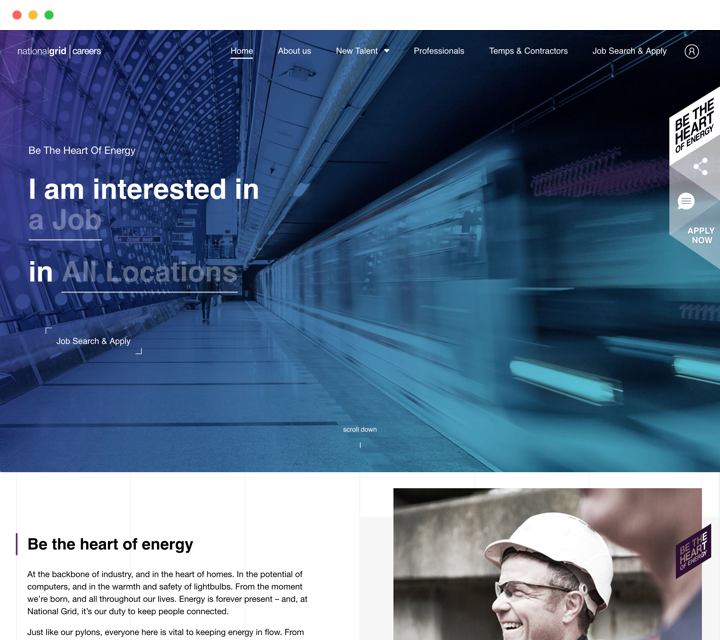 nationalgrid | careers
Home
About us
New Talent
Professionals
Temps & Contractors
Job Search & Apply
BE THE
HEART
OF ENERGY
APPLY
NOW
Be The Heart Of Energy
I am interested in
a Job
in All Locations
Job Search & Apply
scroll down
Be the heart of energy
At the backbone of industry, and in the heart of homes. In the potential of
computers, and in the warmth and safety of lightbulbs. From the moment
we're born, and all throughout our lives. Energy is forever present – and, at
National Grid, it's our duty to keep people connected.
Just like our pylons, everyone here is vital to keeping energy in flow. From
BE THE
HEART
OF ENERGY